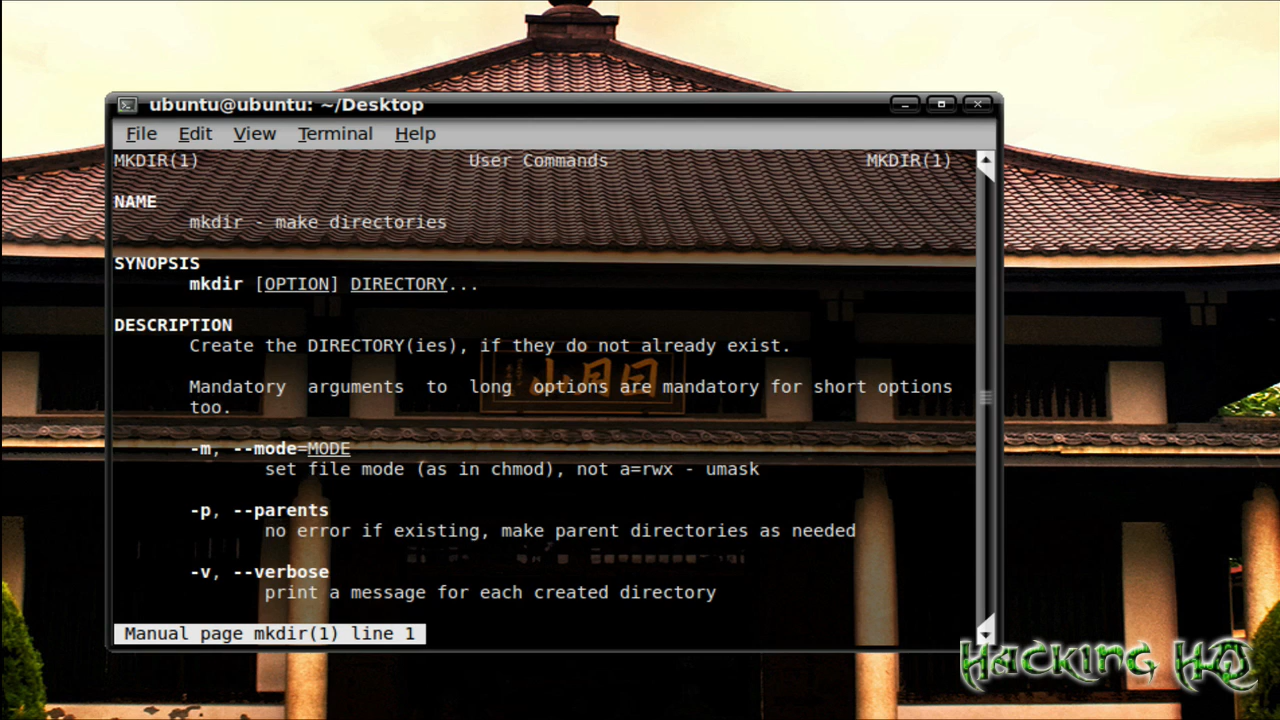 ubuntu@ubuntu: ~/Desktop
File Edit View Terminal Help
MKDIR(1) User Commands MKDIR(1)
NAME
mkdir - make directories
SYNOPSIS
mkdir [OPTION] DIRECTORY...
DESCRIPTION
Create the DIRECTORY(ies), if they do not already exist.
山月日
Mandatory arguments to long options are mandatory for short options
too.
-m, --mode=MODE
set file mode (as in chmod), not a=rwx - umask
-p, --parents
no error if existing, make parent directories as needed
-v, --verbose
print a message for each created directory
Manual page mkdir(1) line 1
Hacking HQ